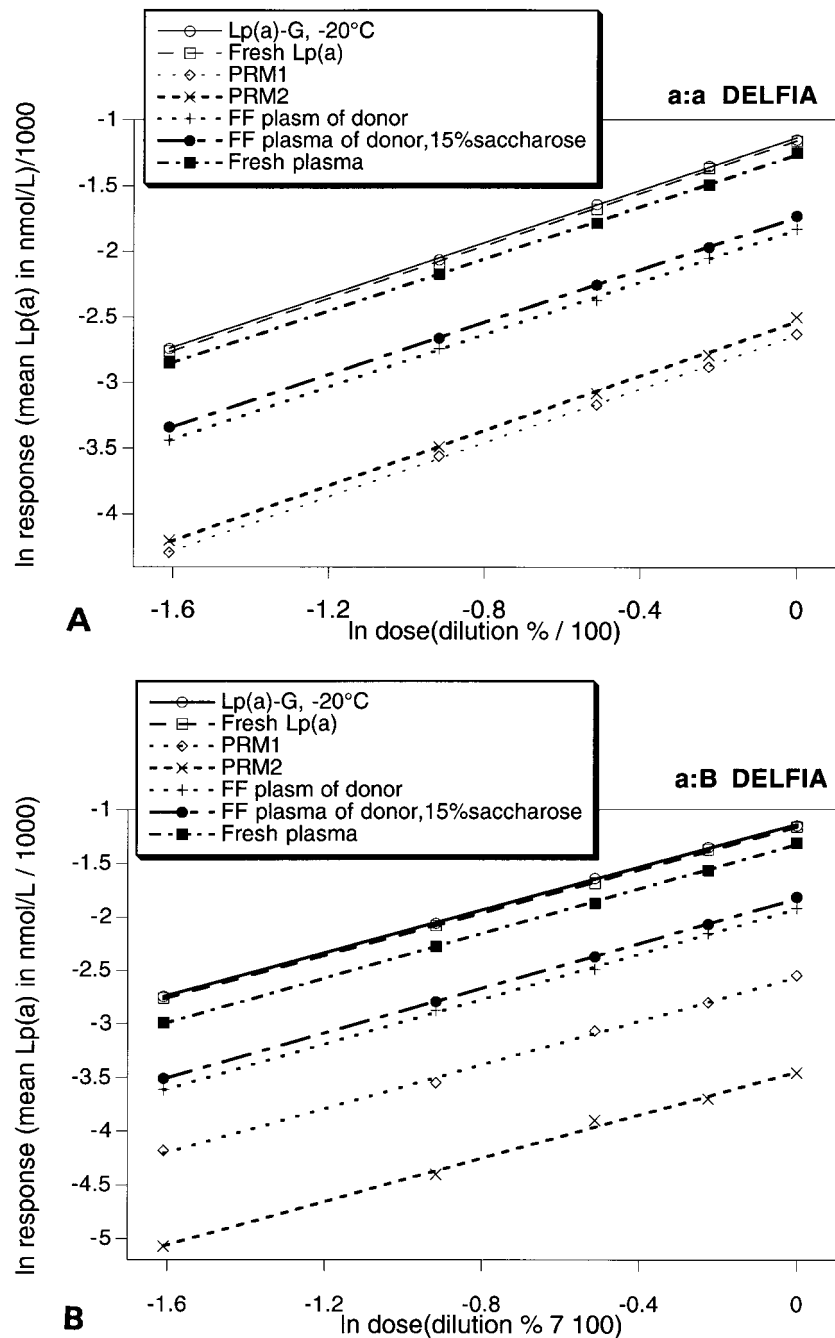 Lp(a)-G, -20°C
Fresh Lp(a)
PRM1
PRM2
FF plasm of donor
FF plasma of donor,15%saccharose
Fresh plasma
a:a DELFIA
-1
-1.5
-2
-2.5
-3
-3.5
-4
ln response (mean Lp(a) in nmol/L)/1000
-1.6
-1.2
-0.8
-0.4
0
ln dose(dilution % / 100)
A
Lp(a)-G, -20°C
Fresh Lp(a)
PRM1
PRM2
FF plasm of donor
FF plasma of donor,15%saccharose
Fresh plasma
a:B DELFIA
-1
-1.5
-2
-2.5
-3
-3.5
-4
-4.5
-5
ln response (mean Lp(a) in nmol/L / 1000)
-1.6
-1.2
-0.8
-0.4
0
ln dose(dilution % 7 100)
B